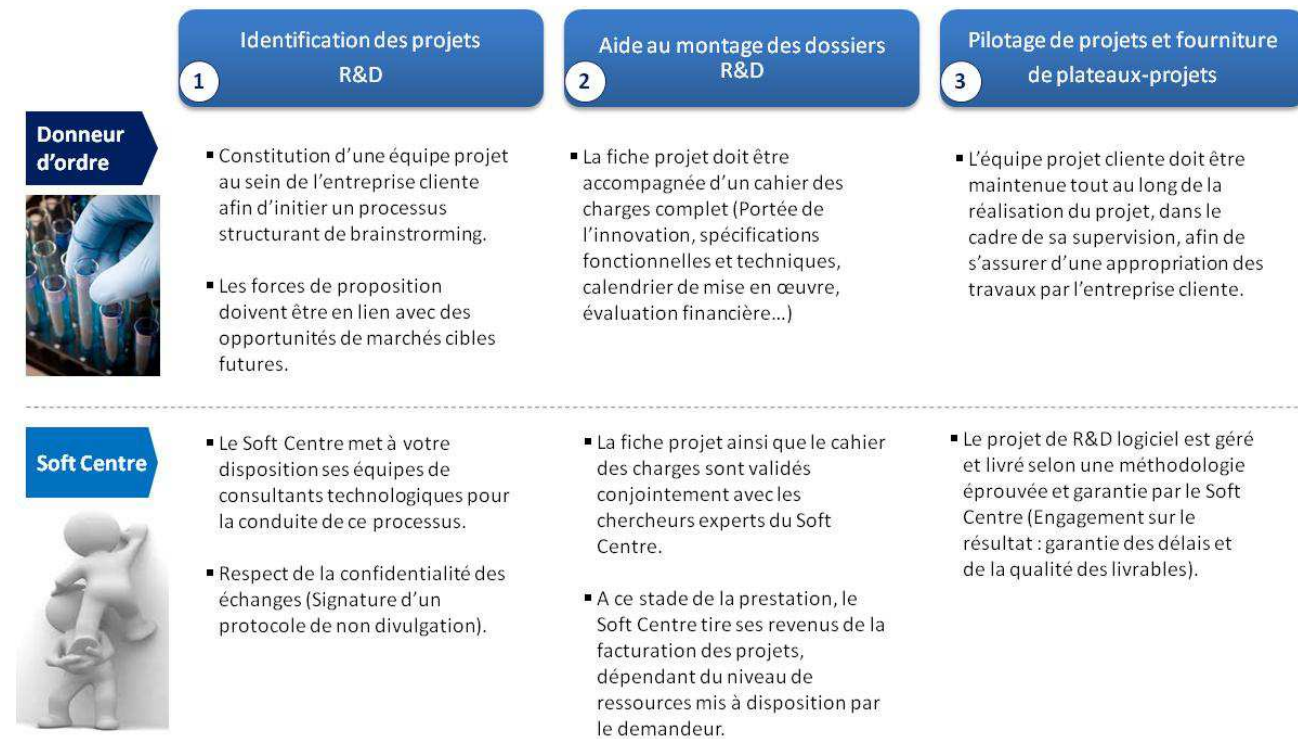 Identification des projets
R&D
1
Aide au montage des dossiers
R&D
2
Pilotage de projets et fourniture
de plateaux-projets
3
Donneur
d'ordre
▪ Constitution d'une équipe projet
au sein de l'entreprise cliente
afin d'initier un processus
structurant de brainstrorming.
▪ Les forces de proposition
doivent être en lien avec des
opportunités de marchés cibles
futures.
▪ La fiche projet doit être
accompagnée d'un cahier des
charges complet (Portée de
l'innovation, spécifications
fonctionnelles et techniques,
calendrier de mise en œuvre,
évaluation financière...)
▪ L'équipe projet cliente doit être
maintenue tout au long de la
réalisation du projet, dans le
cadre de sa supervision, afin de
s'assurer d'une appropriation des
travaux par l'entreprise cliente.
Soft Centre
▪ Le Soft Centre met à votre
disposition ses équipes de
consultants technologiques pour
la conduite de ce processus.
▪ Respect de la confidentialité des
échanges (Signature d'un
protocole de non divulgation).
▪ La fiche projet ainsi que le cahier
des charges sont validés
conjointement avec les
chercheurs experts du Soft
Centre.
▪ A ce stade de la prestation, le
Soft Centre tire ses revenus de la
facturation des projets,
dépendant du niveau de
ressources mis à disposition par
le demandeur.
▪ Le projet de R&D logiciel est géré
et livré selon une méthodologie
éprouvée et garantie par le Soft
Centre (Engagement sur le
résultat : garantie des délais et
de la qualité des livrables).